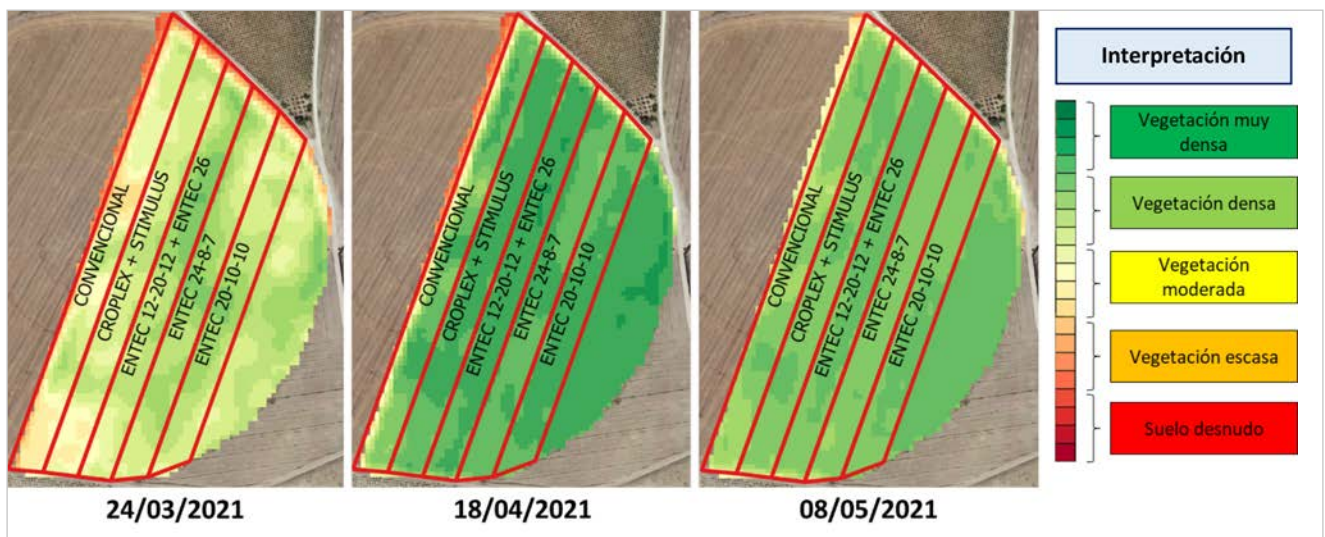 CONVENCIONAL
CROPLEX + STIMULUS
ENTEC 12-20-12 + ENTEC 26
ENTEC 24-8-7
ENTEC 20-10-10
24/03/2021
CONVENCIONAL
CROPLEX + STIMULUS
ENTEC 12-20-12 + ENTEC 26
ENTEC 24-8-7
ENTEC 20-10-10
18/04/2021
CONVENCIONAL
CROPLEX + STIMULUS
ENTEC 12-20-12 + ENTEC 26
ENTEC 24-8-7
ENTEC 20-10-10
08/05/2021
Interpretación
Vegetación muy
densa
Vegetación densa
Vegetación
moderada
Vegetación escasa
Suelo desnudo